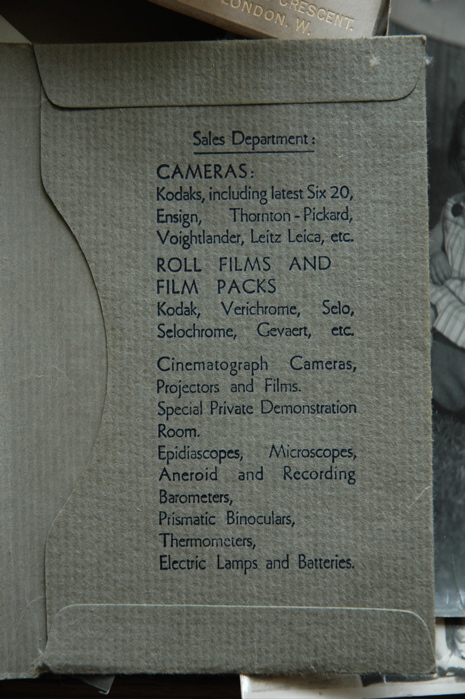 CRESCENT.
LONDON. W.
Sales Department:
CAMERAS:
Kodaks, including latest Six 20,
Ensign, Thornton-Pickard,
Voightlander, Leitz Leica, etc.
ROLL FILMS AND
FILM PACKS
Kodak, Verichrome, Selo,
Selochrome, Gevaert, etc.
Cinematograph Cameras,
Projectors and Films.
Special Private Demonstration
Room.
Epidiascopes, Microscopes,
Aneroid and Recording
Barometers,
Prismatic Binoculars,
Thermometers,
Electric Lamps and Batteries.